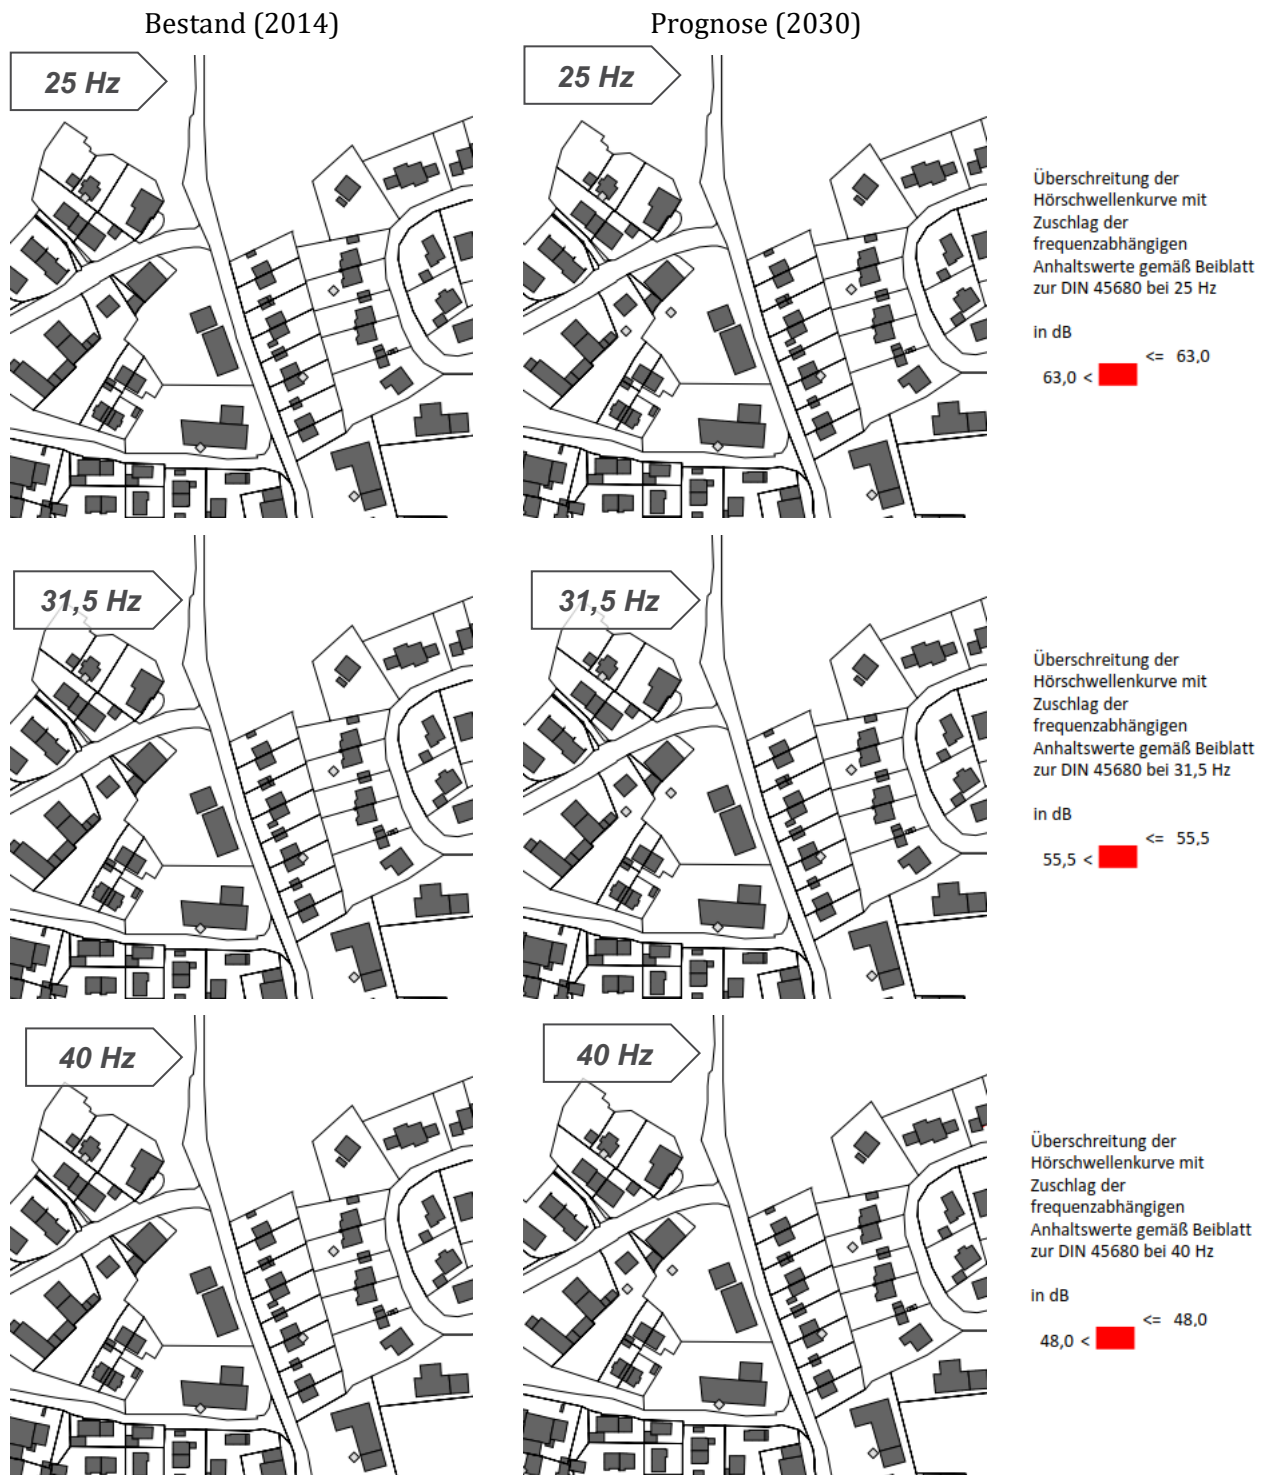 Bestand (2014)
Prognose (2030)
25 Hz
25 Hz
Überschreitung der
Hörschwellenkurve mit
Zuschlag der
frequenzabhängigen
Anhaltswerte gemäß Beiblatt
zur DIN 45680 bei 25 Hz
in dB
<= 63,0
63,0 <
31,5 Hz
31,5 Hz
Überschreitung der
Hörschwellenkurve mit
Zuschlag der
frequenzabhängigen
Anhaltswerte gemäß Beiblatt
zur DIN 45680 bei 31,5 Hz
in dB
<= 55,5
55,5 <
40 Hz
40 Hz
Überschreitung der
Hörschwellenkurve mit
Zuschlag der
frequenzabhängigen
Anhaltswerte gemäß Beiblatt
zur DIN 45680 bei 40 Hz
in dB
<= 48,0
48,0 <